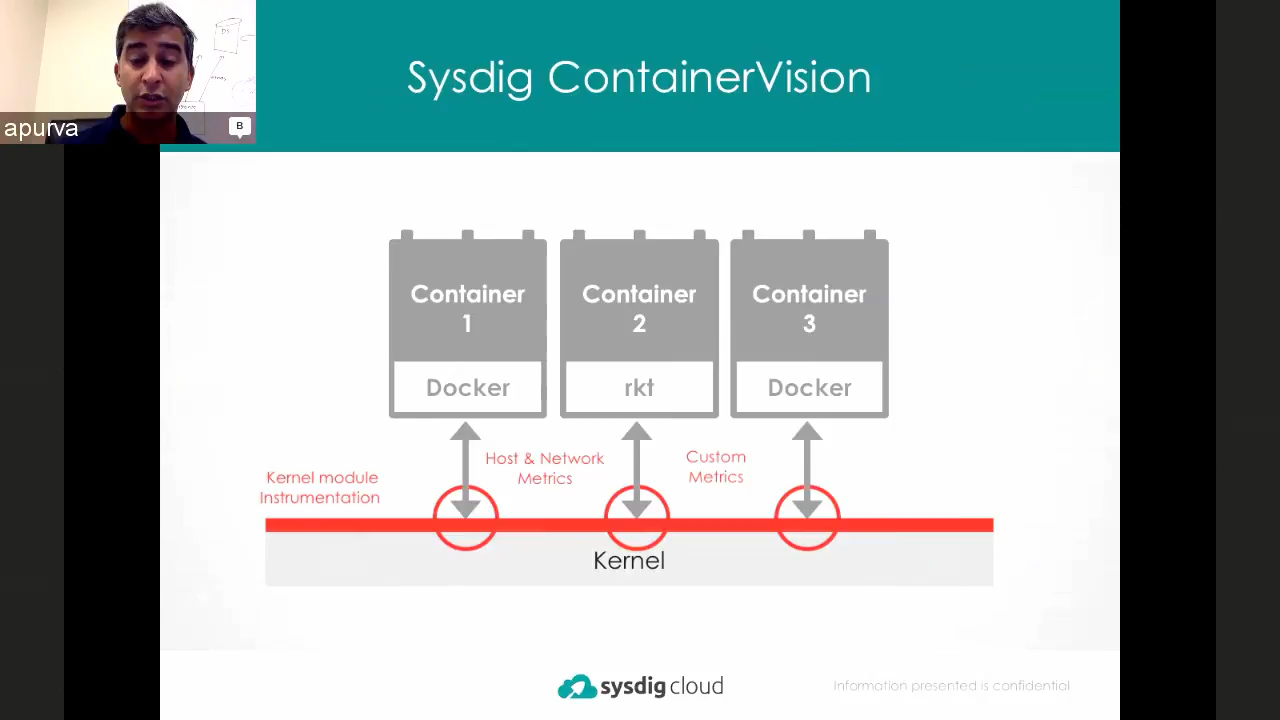 apurva
B
Sysdig ContainerVision
Container
1
Docker
Container
2
rkt
Container
3
Docker
Kernel module
Instrumentation
Host & Network
Metrics
Custom
Metrics
Kernel
sysdig cloud
Information presented is confidential